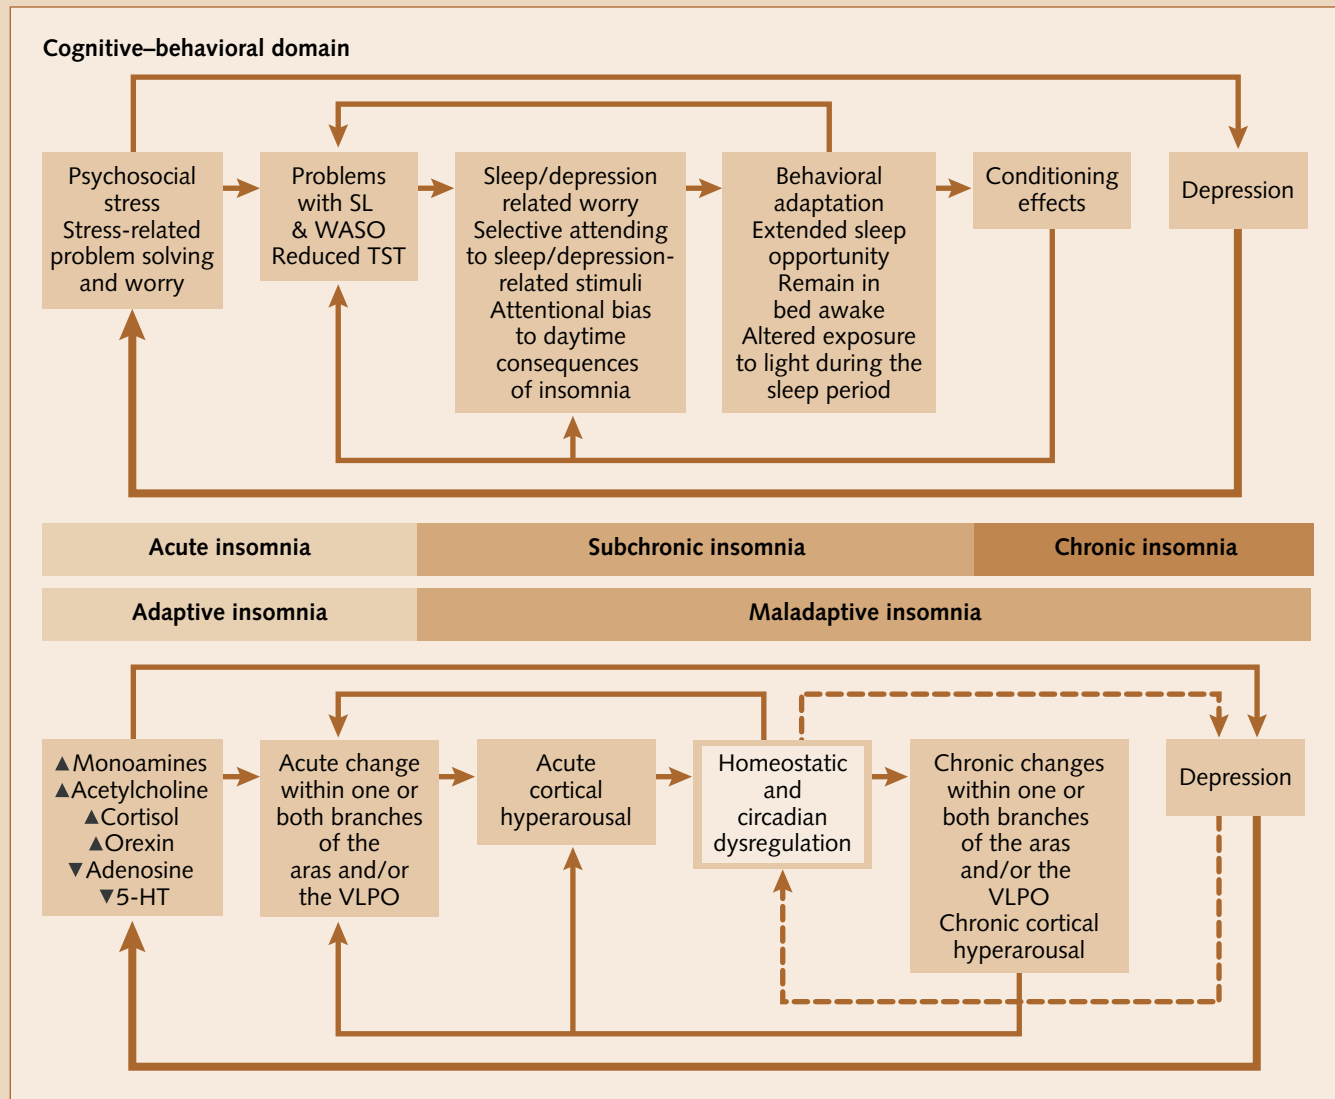 Cognitive–behavioral domain
Psychosocial
stress
Stress-related
problem solving
and worry
Problems
with SL
& WASO
Reduced TST
Sleep/depression
related worry
Selective attending
to sleep/depression-
related stimuli
Attentional bias
to daytime
consequences
of insomnia
Behavioral
adaptation
Extended sleep
opportunity
Remain in
bed awake
Altered exposure
to light during the
sleep period
Conditioning
effects
Depression
Acute insomnia
Subchronic insomnia
Chronic insomnia
Adaptive insomnia
Maladaptive insomnia
▲Monoamines
▲Acetylcholine
▲Cortisol
▲Orexin
▼Adenosine
▼5-HT
Acute change
within one or
both branches
of the
aras and/or
the VLPO
Acute
cortical
hyperarousal
Homeostatic
and
circadian
dysregulation
Chronic changes
within one or
both branches
of the aras
and/or the
VLPO
Chronic cortical
hyperarousal
Depression